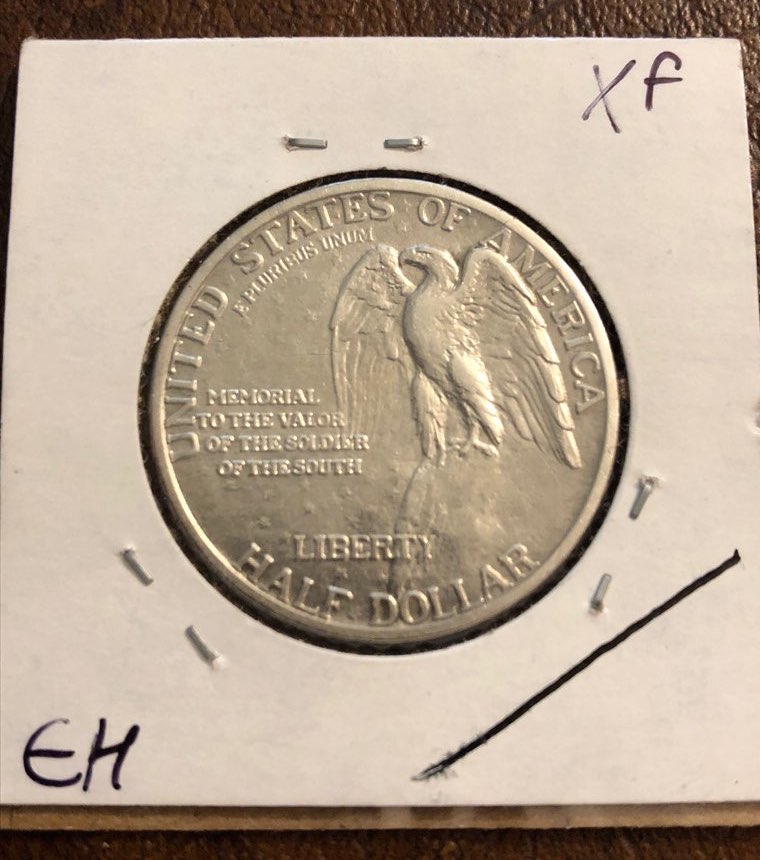 XF
UNITED STATES OF AMERICA
E PLURIBUS UNUM
MEMORIAL
TO THE VALOR
OF THE SOLDIER
OF THE SOUTH
LIBERTY
HALF DOLLAR
EH